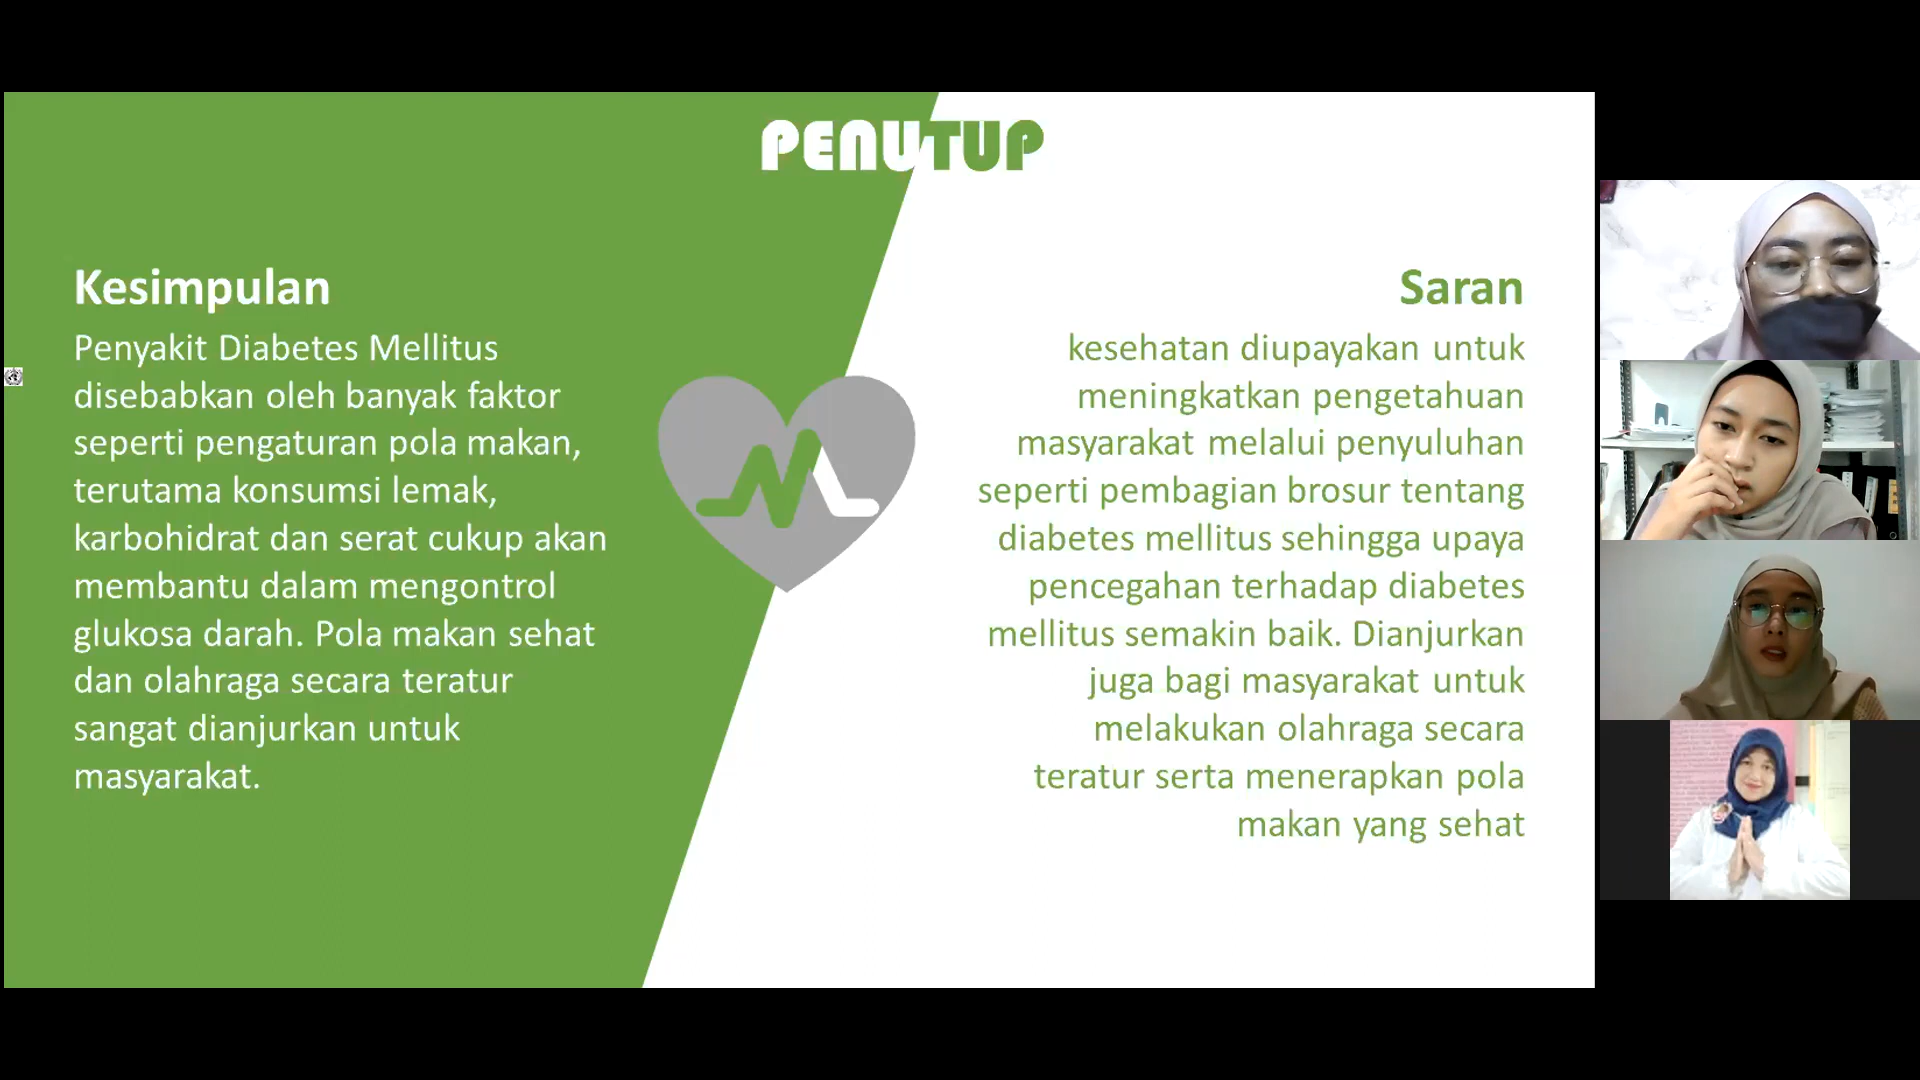 PENUTUP
Kesimpulan
Penyakit Diabetes Mellitus
disebabkan oleh banyak faktor
seperti pengaturan pola makan,
terutama konsumsi lemak,
karbohidrat dan serat cukup akan
membantu dalam mengontrol
glukosa darah. Pola makan sehat
dan olahraga secara teratur
sangat dianjurkan untuk
masyarakat.
Saran
kesehatan diupayakan untuk
meningkatkan pengetahuan
masyarakat melalui penyuluhan
seperti pembagian brosur tentang
diabetes mellitus sehingga upaya
pencegahan terhadap diabetes
mellitus semakin baik. Dianjurkan
juga bagi masyarakat untuk
melakukan olahraga secara
teratur serta menerapkan pola
makan yang sehat